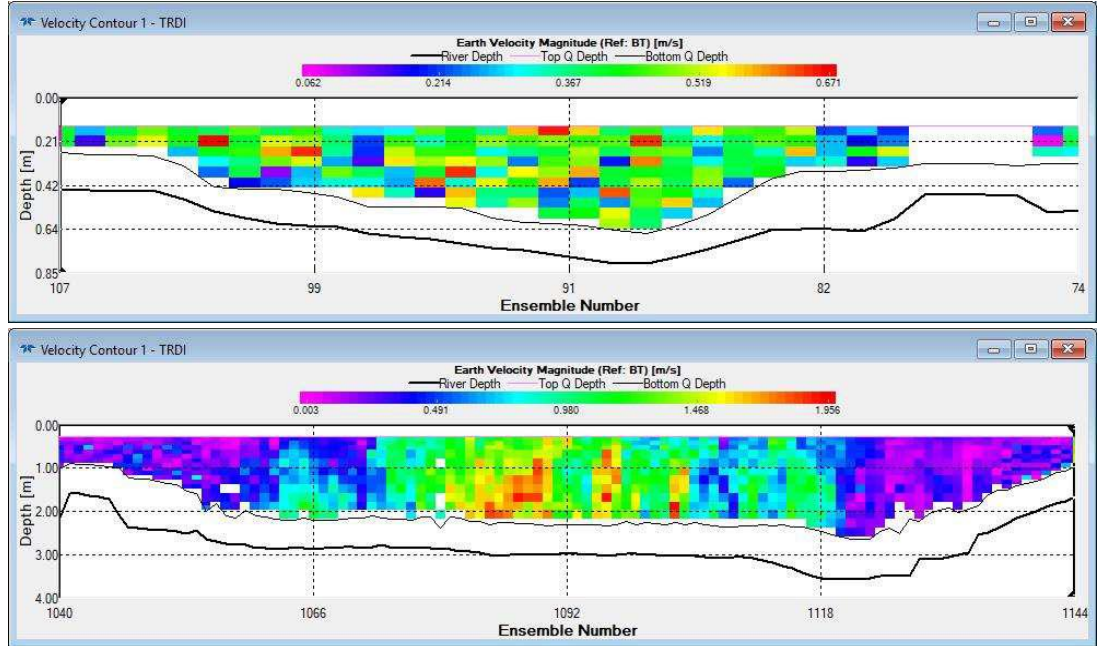 Velocity Contour 1 - TRDI
Earth Velocity Magnitude (Ref: BT) [m/s]
River Depth Top Q Depth Bottom Q Depth
0.062 0.214 0.367 0.519 0.671
0.00
0.21
0.42
0.64
0.85
Depth [m]
107 99 91 82 74
Ensemble Number
Velocity Contour 1 - TRDI
Earth Velocity Magnitude (Ref: BT) [m/s]
River Depth Top Q Depth Bottom Q Depth
0.003 0.491 0.980 1.468 1.956
0.00
1.00
2.00
3.00
4.00
Depth [m]
1040 1066 1092 1118 1144
Ensemble Number